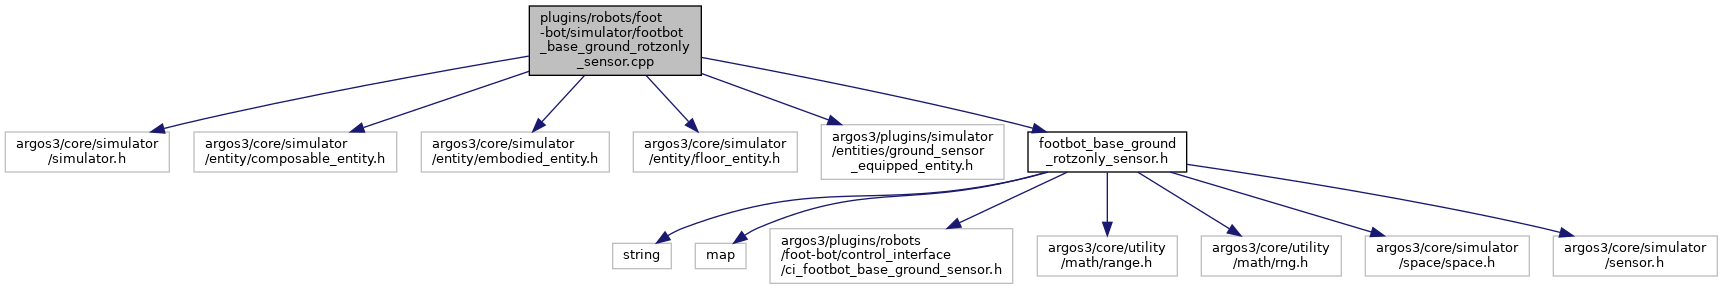 plugins/robots/foot
-bot/simulator/footbot
_base_ground_rotzonly
_sensor.cpp
argos3/core/simulator
/simulator.h
argos3/core/simulator
/entity/composable_entity.h
argos3/core/simulator
/entity/embodied_entity.h
argos3/core/simulator
/entity/floor_entity.h
argos3/plugins/simulator
/entities/ground_sensor
_equipped_entity.h
footbot_base_ground
_rotzonly_sensor.h
string
map
argos3/plugins/robots
/foot-bot/control_interface
/ci_footbot_base_ground_sensor.h
argos3/core/utility
/math/range.h
argos3/core/utility
/math/rng.h
argos3/core/simulator
/space/space.h
argos3/core/simulator
/sensor.h